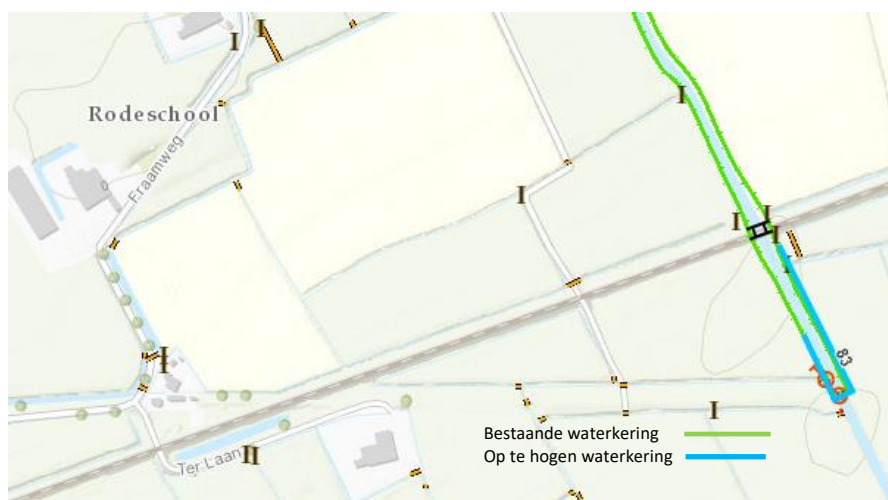 Rodeschool
Fraamweg
83
Ter Laan
Bestaande waterkering
Op te hogen waterkering